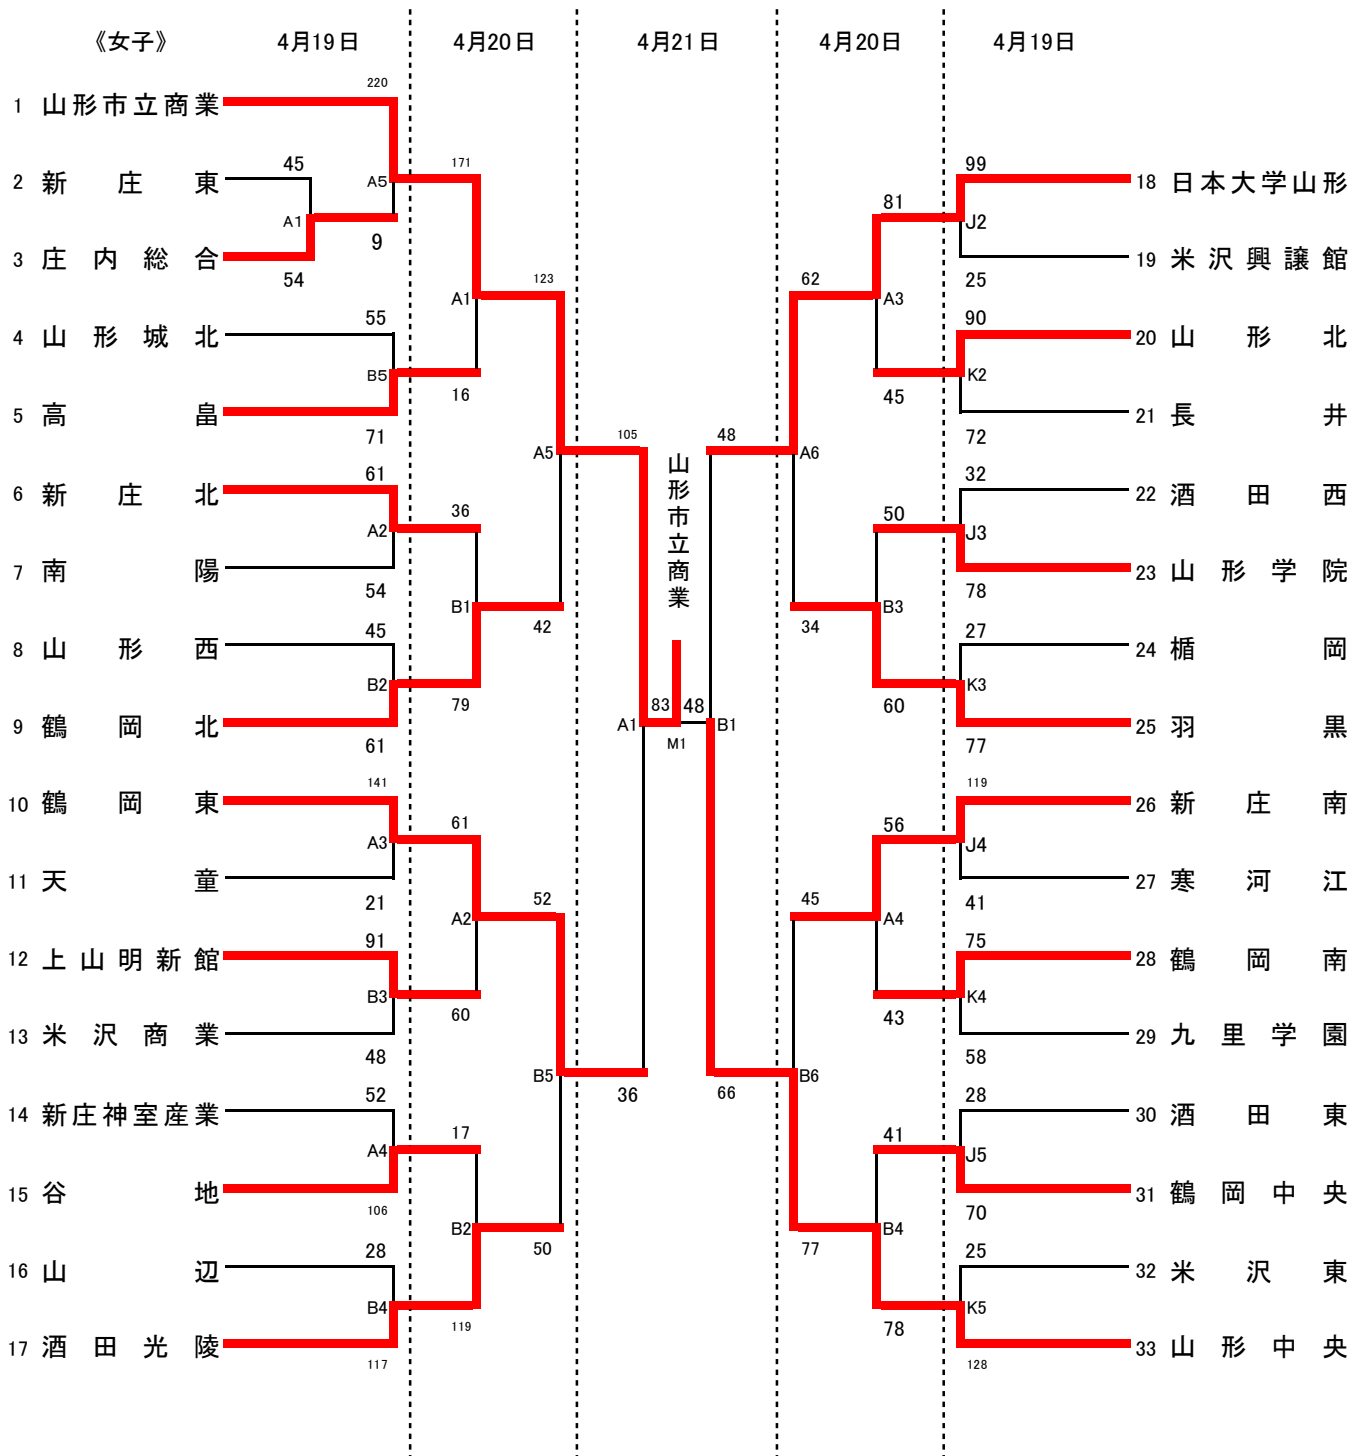 《女子》 4月19日 4月20日 4月21日 4月20日 4月19日
1 山形市立商業 220
2 新庄東 45
A5
A1
3 庄内総合 54
9
171
4 山形城北 55
B5
5 高畠 71
A1
16
123
6 新庄北 61
A2
7 南陽 54
36
8 山形西 45
B2
9 鶴岡北 61
B1
79
42
A5
105
10 鶴岡東 141
A3
11 天童 21
61
12 上山明新館 91
B3
13 米沢商業 48
A2
60
52
14 新庄神室産業 52
A4
15 谷地 106
17
16 山辺 28
B4
17 酒田光陵 117
B2
119
50
B5
36
A1
83
山形市立商業
M1
48
B1
48
66
A6
62
34
B6
45
77
A3
81
45
B3
50
60
A4
56
43
B4
41
78
99
18 日本大学山形
J2
19 米沢興譲館
25
90
20 山形北
K2
21 長井
72
32
22 酒田西
J3
23 山形学院
78
27
24 楯岡
K3
25 羽黒
77
119
26 新庄南
J4
27 寒河江
41
75
28 鶴岡南
K4
29 九里学園
58
28
30 酒田東
J5
31 鶴岡中央
70
25
32 米沢東
K5
33 山形中央
128